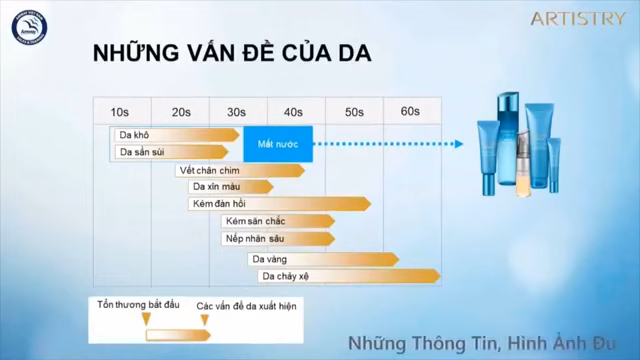 ARTISTRY
Amway
NHỮNG VẤN ĐỀ CỦA DA
10s 20s 30s 40s 50s 60s
Da khô
Da sần sùi
Mất nước
Vết chân chim
Da xỉn màu
Kém đàn hồi
Kém săn chắc
Nếp nhăn sâu
Da vàng
Da chảy xệ
Tổn thương bắt đầu
Các vấn đề da xuất hiện
Những Thông Tin, Hình Ảnh Đu